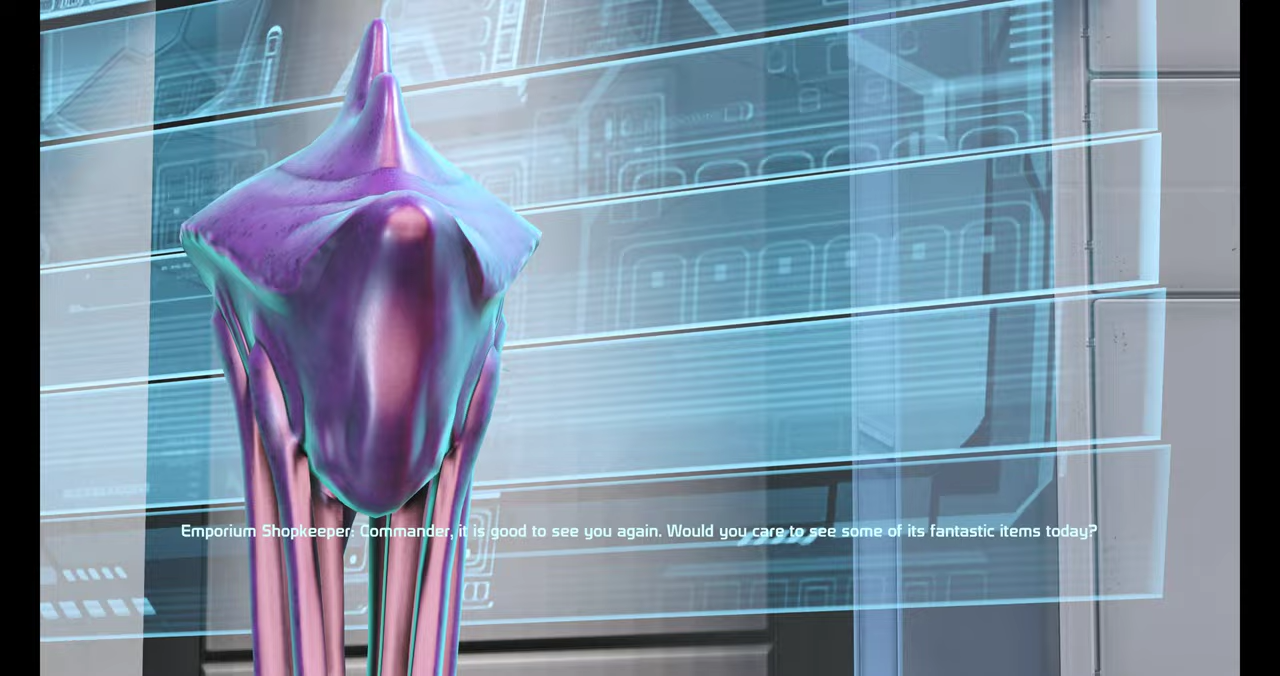 Emporium Shopkeeper: Commander, it is good to see you again. Would you care to see some of its fantastic items today?